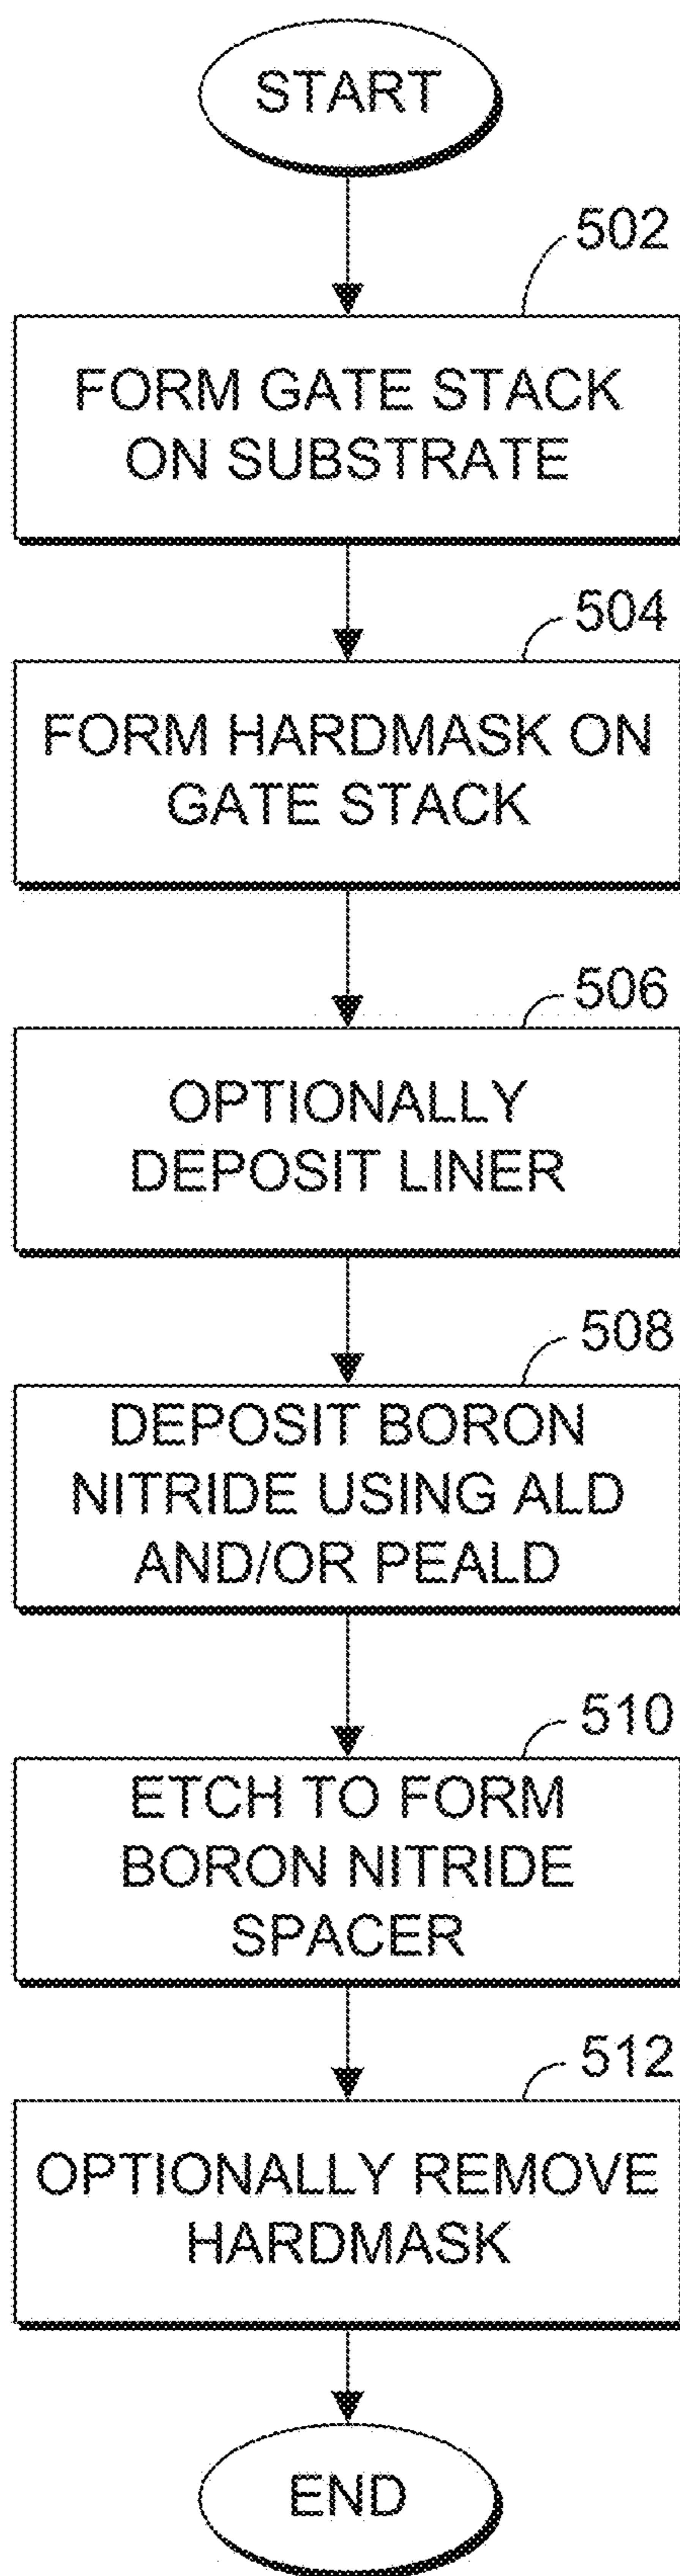 START
502
FORM GATE STACK
ON SUBSTRATE
504
FORM HARDMASK ON
GATE STACK
506
OPTIONALLY
DEPOSIT LINER
508
DEPOSIT BORON
NITRIDE USING ALD
AND/OR PEALD
510
ETCH TO FORM
BORON NITRIDE
SPACER
512
OPTIONALLY REMOVE
HARDMASK
END